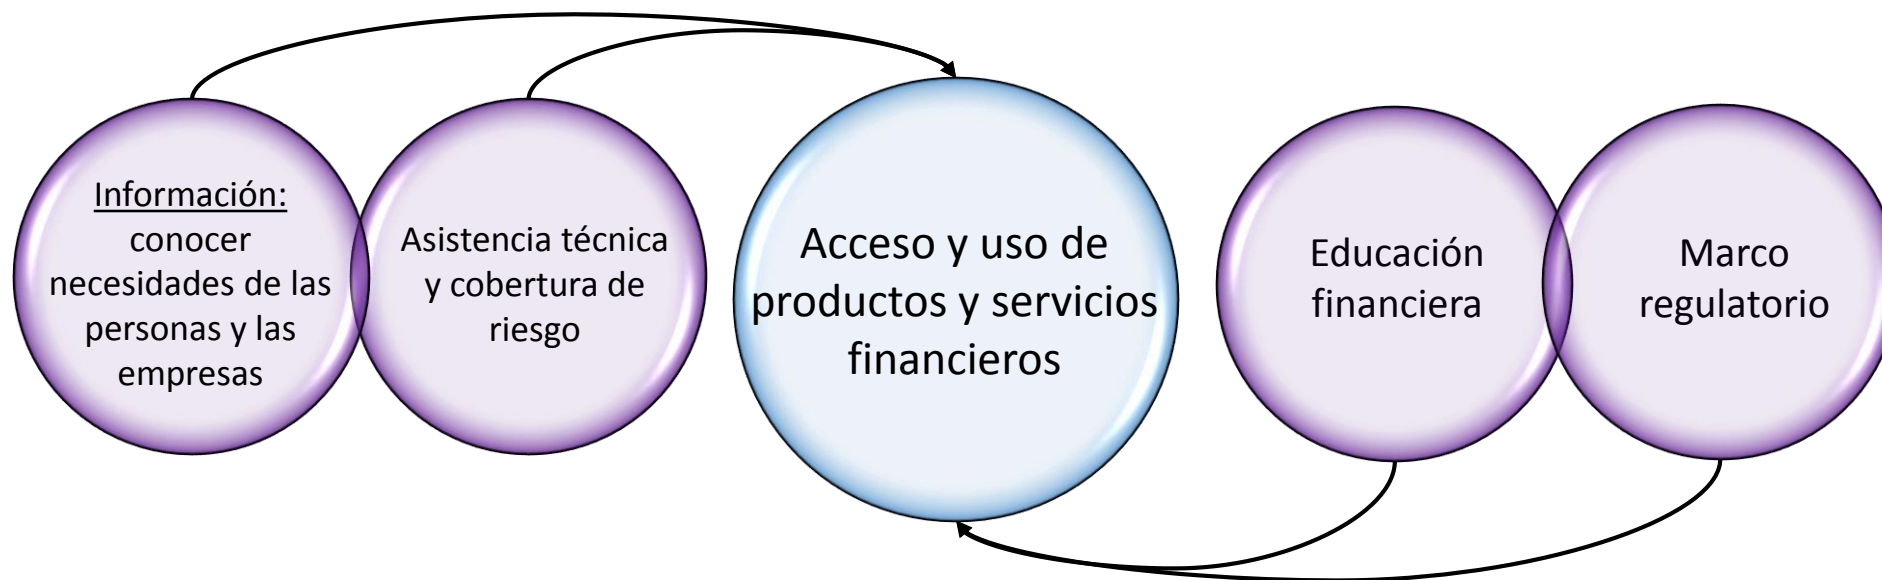 Información:
conocer
necesidades de las
personas y las
empresas
Asistencia técnica
y cobertura de
riesgo
Acceso y uso de
productos y servicios
financieros
Educación
financiera
Marco
regulatorio